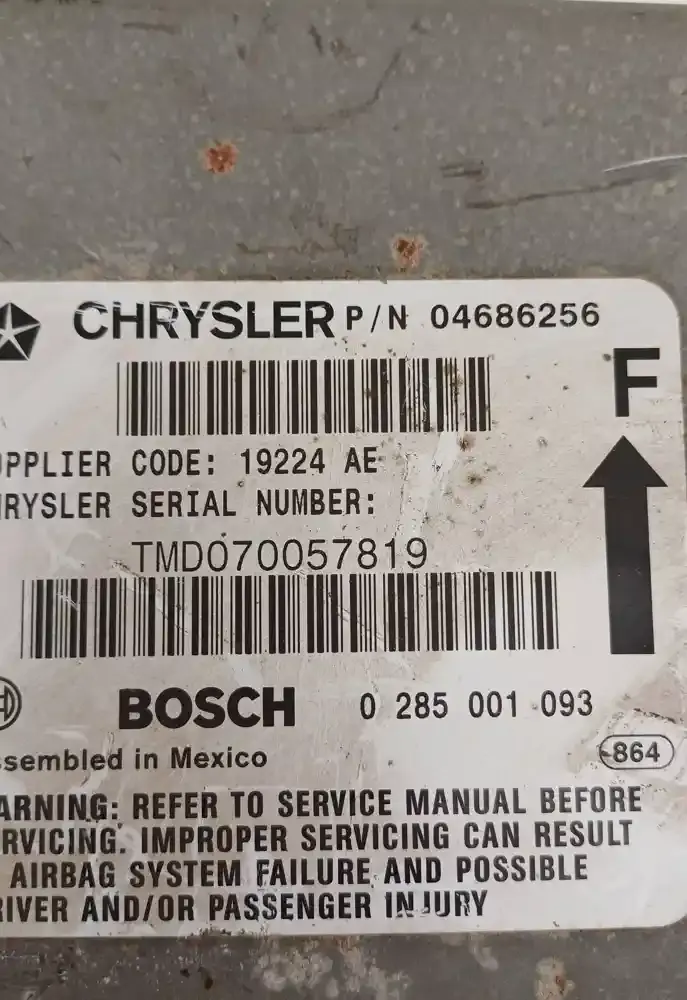 CHRYSLER P/N 04686256
F
PPLIER CODE: 19224 AE
RYSLER SERIAL NUMBER:
TMD070057819
BOSCH 0 285 001 093
ssembled in Mexico
864
ARNING: REFER TO SERVICE MANUAL BEFORE
RVICING. IMPROPER SERVICING CAN RESULT
AIRBAG SYSTEM FAILURE AND POSSIBLE
RIVER AND/OR PASSENGER INJURY